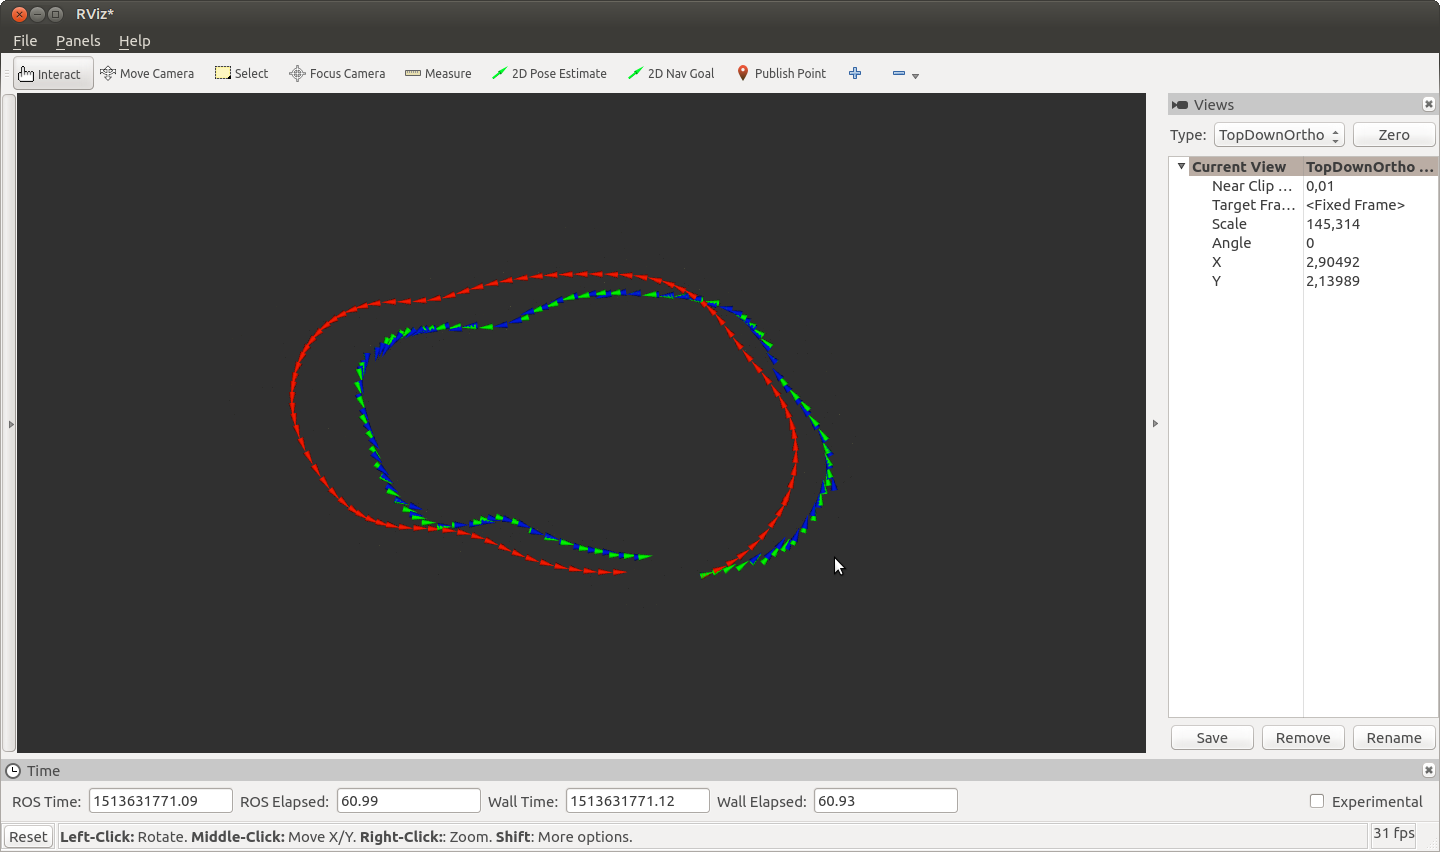 RViz*
File Panels Help
Interact Move Camera Select Focus Camera Measure 2D Pose Estimate 2D Nav Goal Publish Point
Views
Type: TopDownOrtho Zero
Current View TopDownOrtho ...
Near Clip ... 0,01
Target Fra... <Fixed Frame>
Scale 145,314
Angle 0
X 2,90492
Y 2,13989
Save Remove Rename
Time
ROS Time: 1513631771.09 ROS Elapsed: 60.99 Wall Time: 1513631771.12 Wall Elapsed: 60.93 Experimental
Reset Left-Click: Rotate. Middle-Click: Move X/Y. Right-Click:: Zoom. Shift: More options. 31 fps